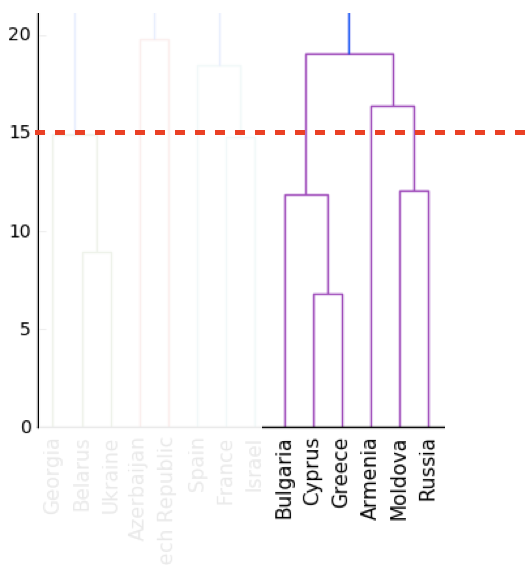 20
15
10
5
0
Georgia
Belarus
Ukraine
Azerbaijan
ech Republic
Spain
France
Israel
Bulgaria
Cyprus
Greece
Armenia
Moldova
Russia